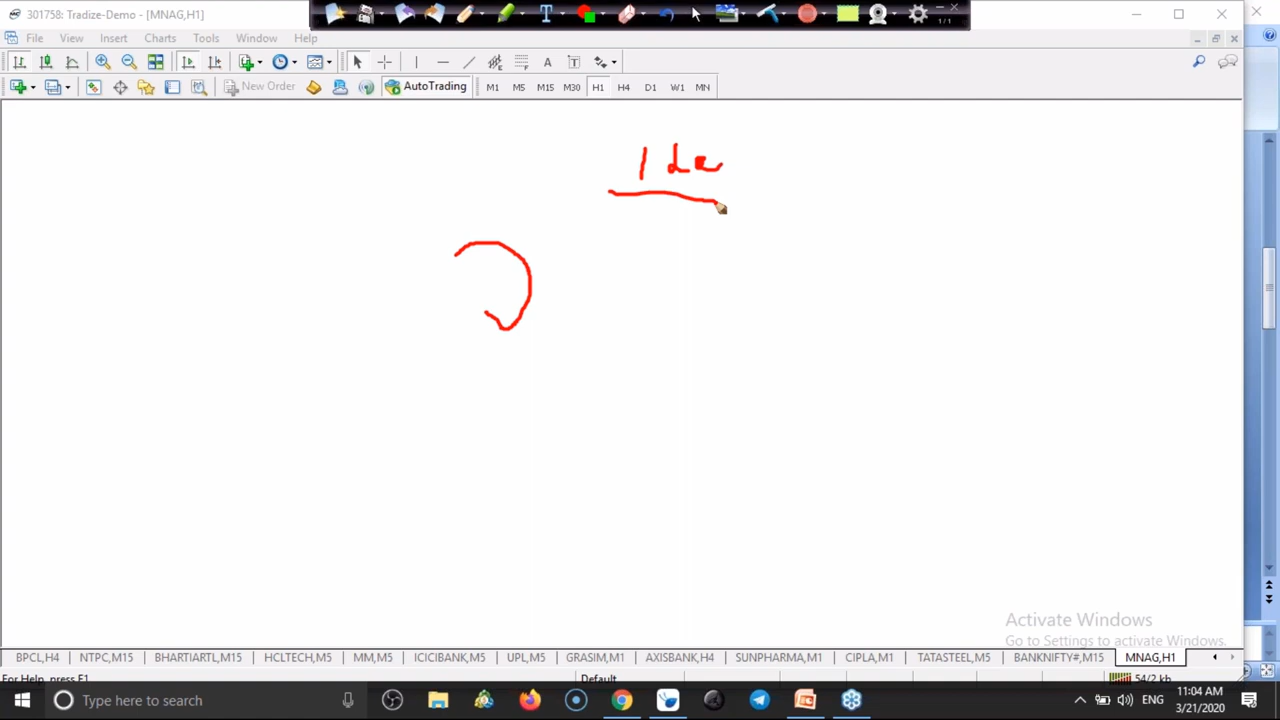 301758: Tradize-Demo - [MNAG,H1]
1/1
File View Insert Charts Tools Window Help
New Order AutoTrading M1 M5 M15 M30 H1 H4 D1 W1 MN
Activate Windows
Go to Settings to activate Windows.
BPCL,H4 NTPC,M15 BHARTIARTL,M15 HCLTECH,M5 MM,M5 ICICIBANK,M5 UPL,M5 GRASIM,M1 AXISBANK,H4 SUNPHARMA,M1 CIPLA,M1 TATASTEEL,M5 BANKNIFTY#,M15 MNAG,H1
For Help, press F1 Default 54/2 kb
Type here to search ENG 11:04 AM
3/21/2020